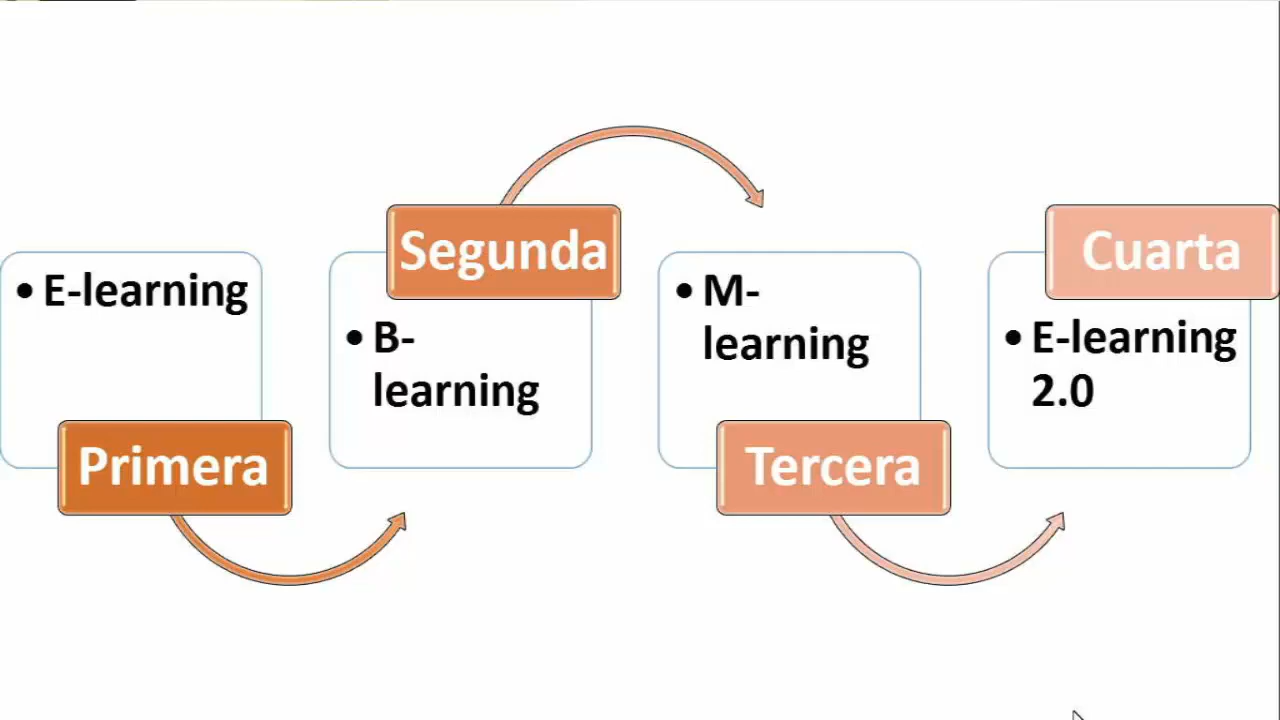 • E-learning
Primera
Segunda
• B-
learning
• M-
learning
Tercera
Cuarta
• E-learning
2.0